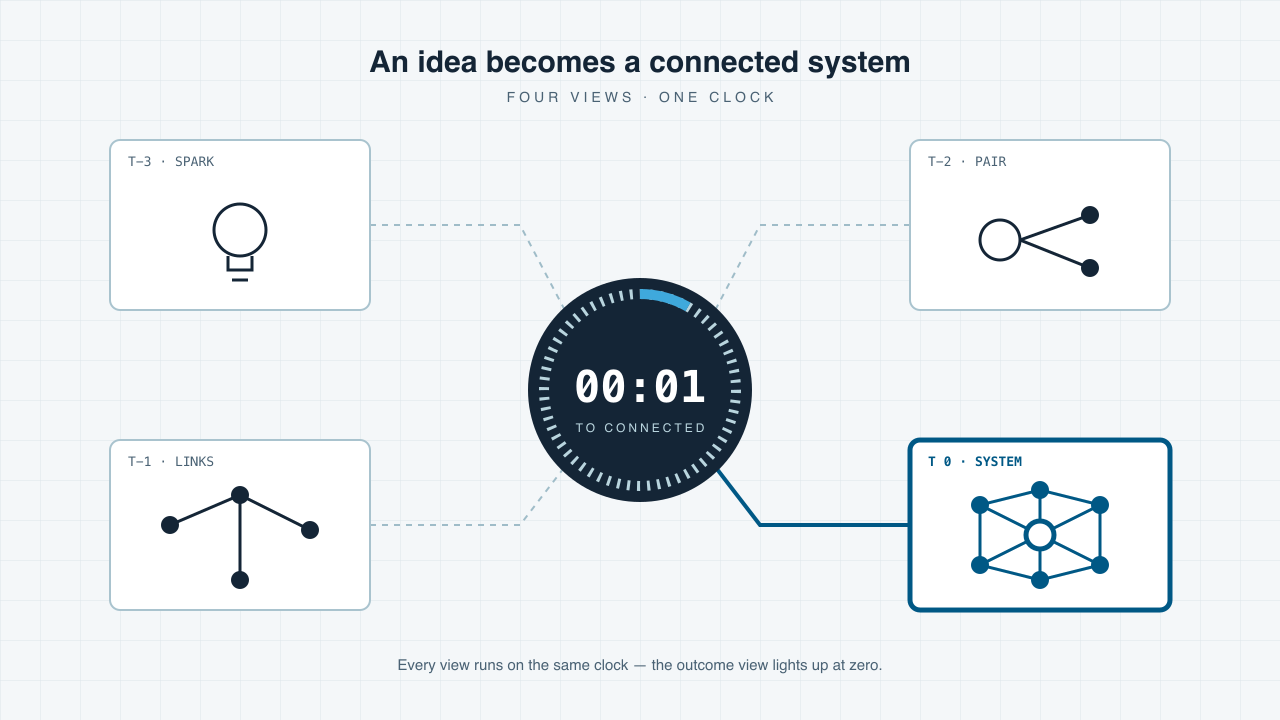 An idea becomes a connected system
FOUR VIEWS · ONE CLOCK
T−3 · SPARK
T−2 · PAIR
00:01
TO CONNECTED
T−1 · LINKS
T 0 · SYSTEM
Every view runs on the same clock — the outcome view lights up at zero.